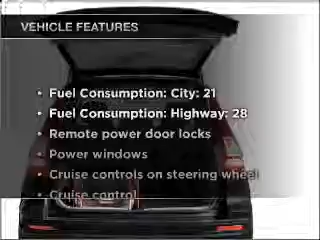 VEHICLE FEATURES
• Fuel Consumption: City: 21
• Fuel Consumption: Highway: 28
• Remote power door locks
• Power windows
• Cruise controls on steering wheel
• Cruise control